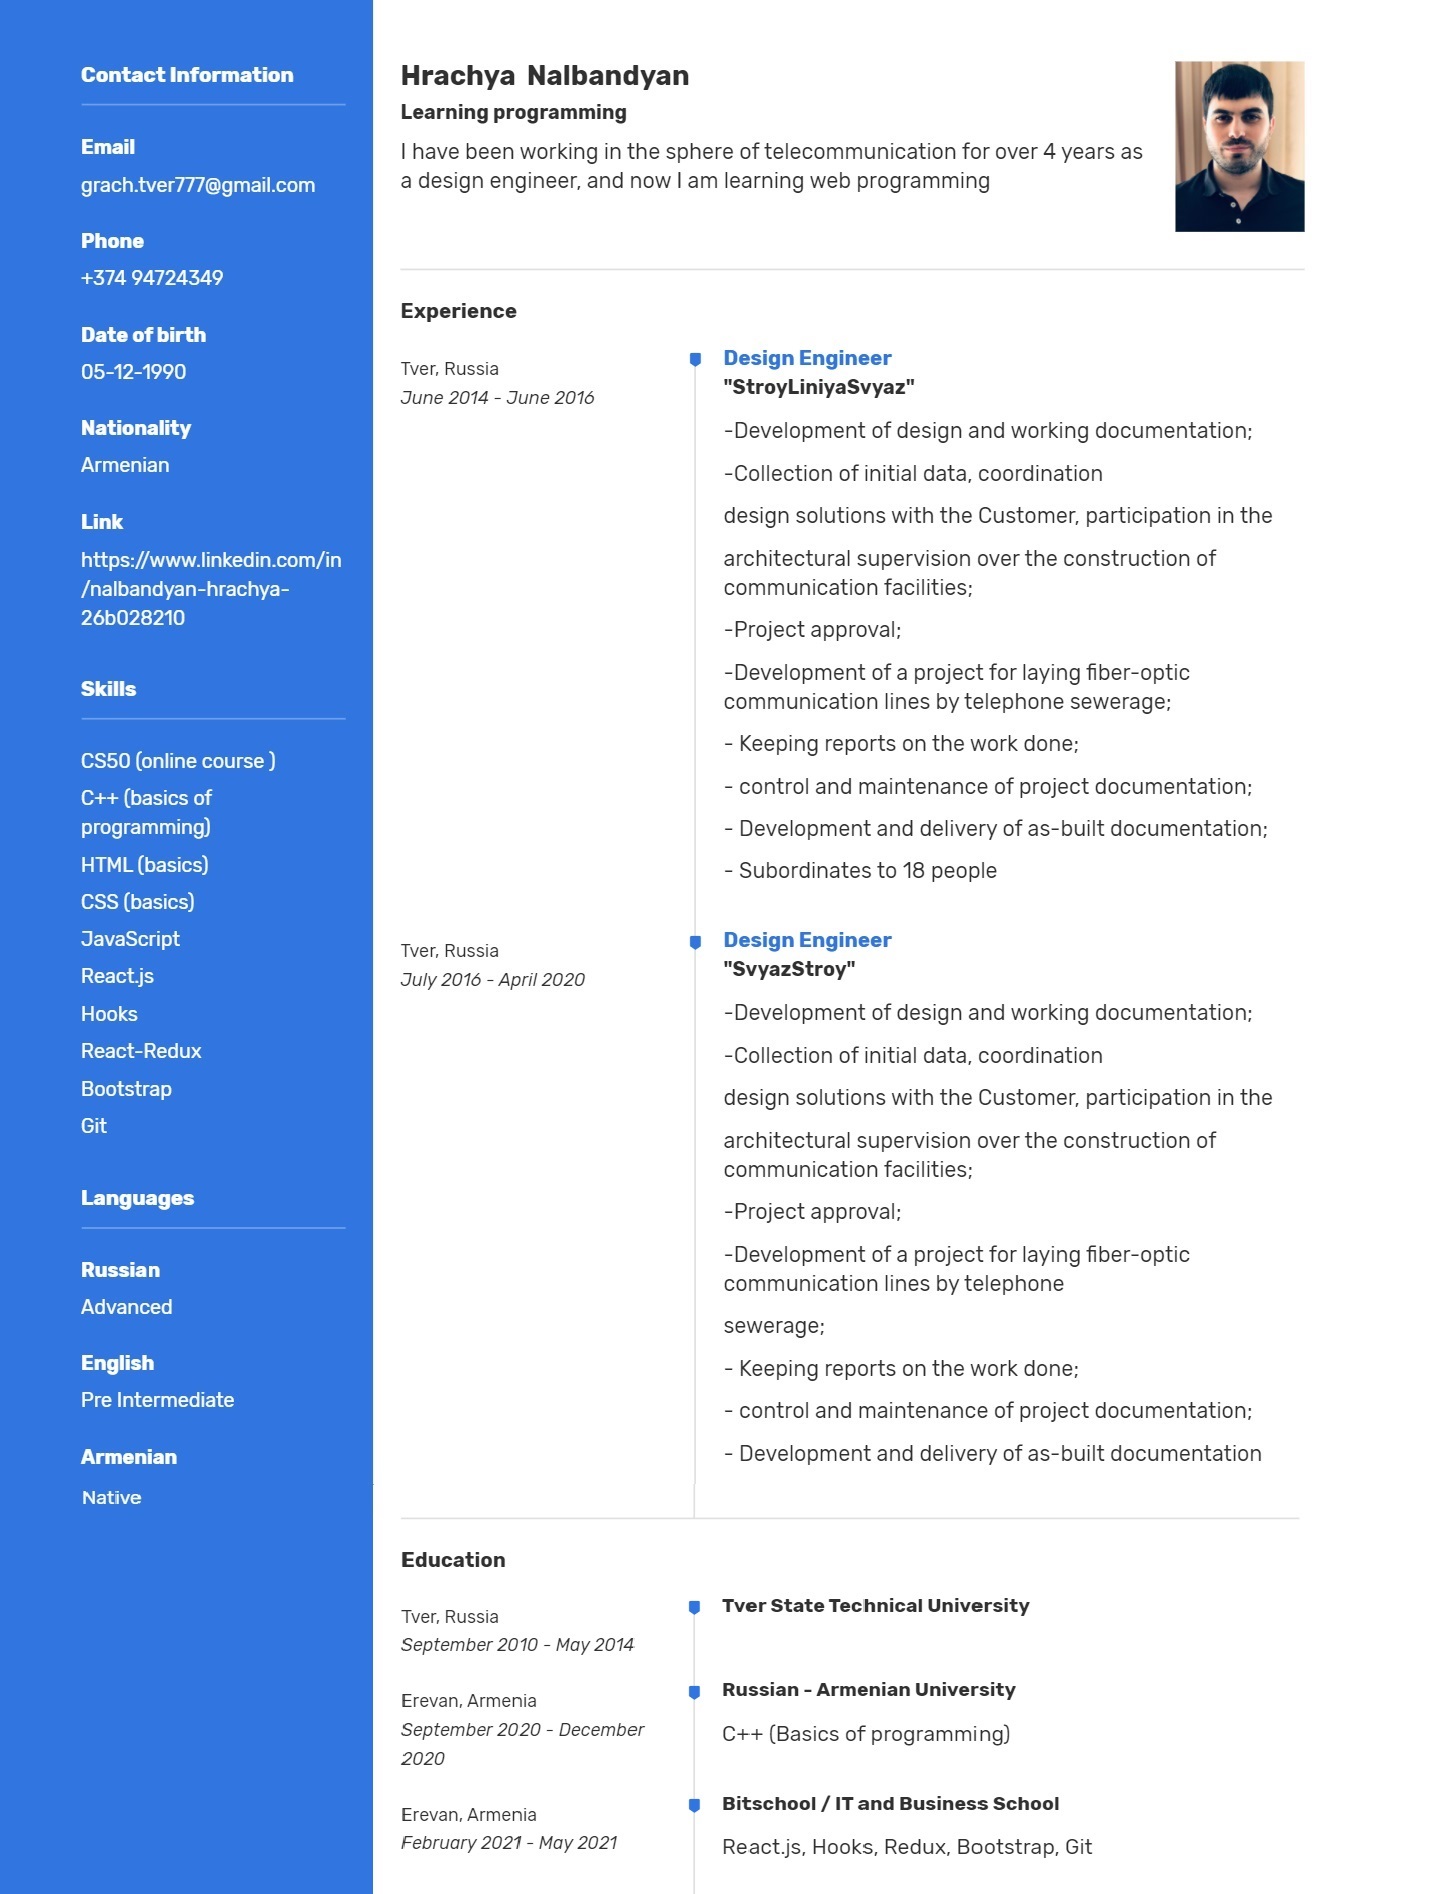 Contact Information
Email
grach.tver777@gmail.com
Phone
+374 94724349
Date of birth
05-12-1990
Nationality
Armenian
Link
https://www.linkedin.com/in
/nalbandyan-hrachya-
26b028210
Skills
CS50 (online course )
C++ (basics of
programming)
HTML (basics)
CSS (basics)
JavaScript
React.js
Hooks
React-Redux
Bootstrap
Git
Languages
Russian
Advanced
English
Pre Intermediate
Armenian
Native
Hrachya Nalbandyan
Learning programming
I have been working in the sphere of telecommunication for over 4 years as
a design engineer, and now I am learning web programming
Experience
Tver, Russia
June 2014 - June 2016
Design Engineer
"StroyLiniyaSvyaz"
-Development of design and working documentation;
-Collection of initial data, coordination
design solutions with the Customer, participation in the
architectural supervision over the construction of
communication facilities;
-Project approval;
-Development of a project for laying fiber-optic
communication lines by telephone sewerage;
- Keeping reports on the work done;
- control and maintenance of project documentation;
- Development and delivery of as-built documentation;
- Subordinates to 18 people
Tver, Russia
July 2016 - April 2020
Design Engineer
"SvyazStroy"
-Development of design and working documentation;
-Collection of initial data, coordination
design solutions with the Customer, participation in the
architectural supervision over the construction of
communication facilities;
-Project approval;
-Development of a project for laying fiber-optic
communication lines by telephone
sewerage;
- Keeping reports on the work done;
- control and maintenance of project documentation;
- Development and delivery of as-built documentation
Education
Tver, Russia
September 2010 - May 2014
Tver State Technical University
Erevan, Armenia
September 2020 - December
2020
Russian - Armenian University
C++ (Basics of programming)
Erevan, Armenia
February 2021 - May 2021
Bitschool / IT and Business School
React.js, Hooks, Redux, Bootstrap, Git